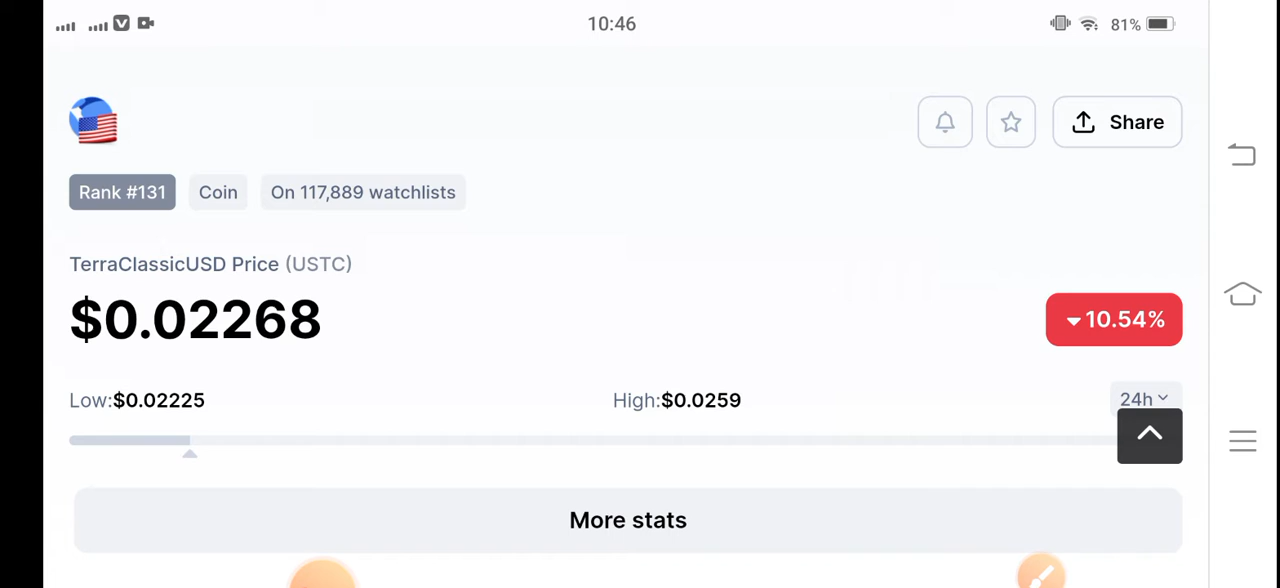 10:46
81%
Share
Rank #131 Coin On 117,889 watchlists
TerraClassicUSD Price (USTC)
$0.02268
10.54%
Low:$0.02225 High:$0.0259 24h
More stats